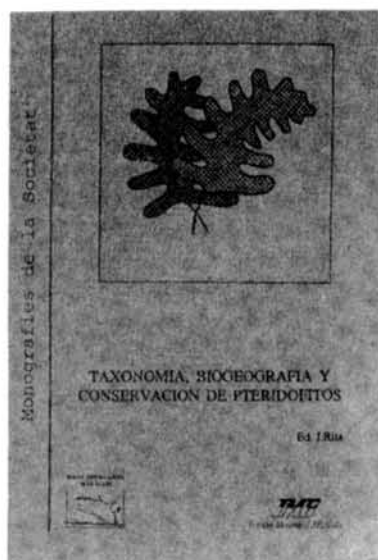 Monografies de la Societat
TAXONOMIA, BIOGEOGRAFIA Y
CONSERVACION DE PTERIDOFITOS
Ed. J.Rita